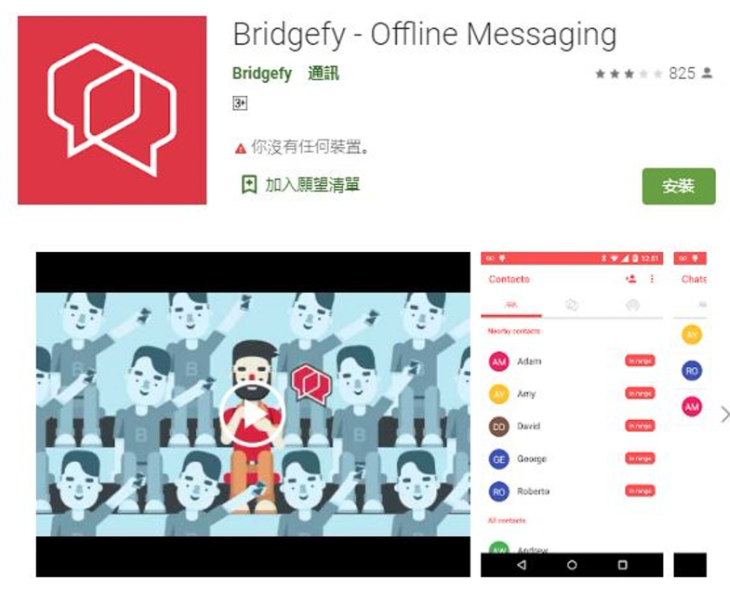 Bridgefy - Offline Messaging
Bridgefy 通訊
825
3+
你沒有任何裝置。
加入願望清單
安裝
12:51
Contacts
Chats
Nearby contacts
AM Adam In range
AY Amy In range
DO David In range
GE George In range
RO Roberto In range
All contacts
Andrew
AY
RO
AM
B
B